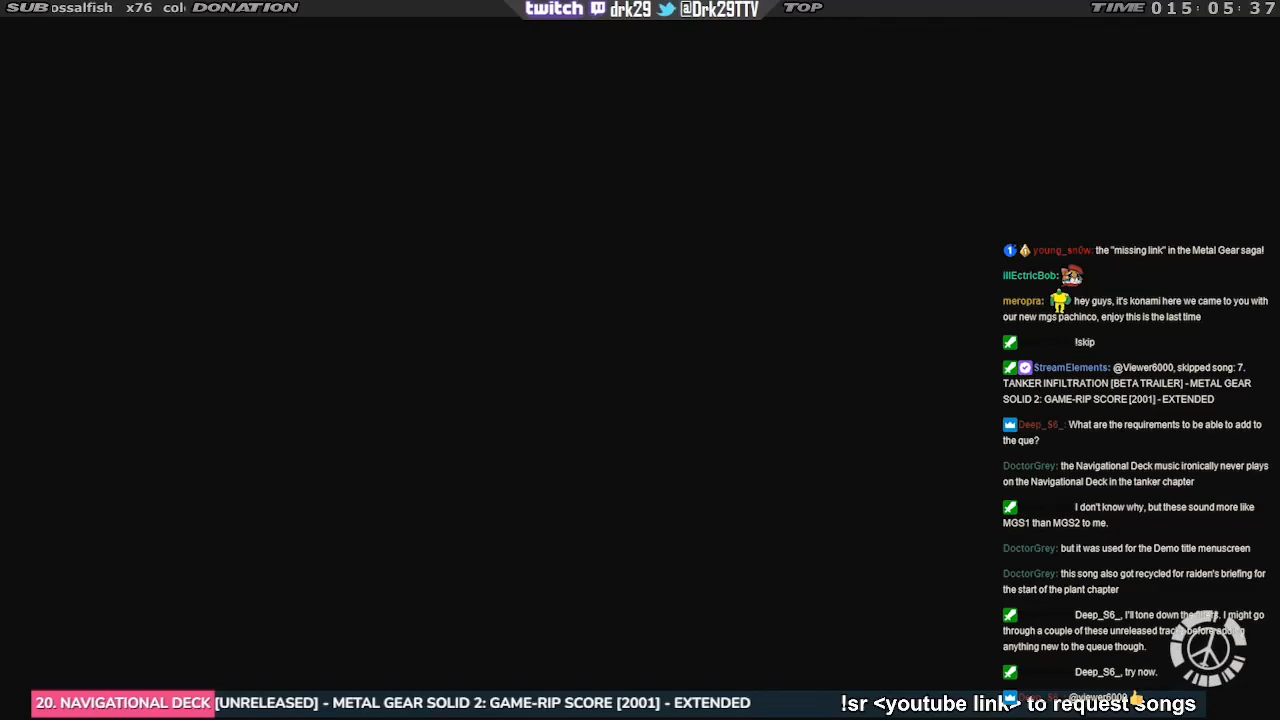 SUB ossalfish x76 col DONATION twitch drk29 @Drk29TTV TOP TIME 015:05:37
young_sn0w: the "missing link" in the Metal Gear saga!
illEctricBob:
meropra: hey guys, it's konami here we came to you with
our new mgs pachinco, enjoy this is the last time
!skip
StreamElements: @Viewer6000, skipped song: 7.
TANKER INFILTRATION [BETA TRAILER] - METAL GEAR
SOLID 2: GAME-RIP SCORE [2001] - EXTENDED
Deep_S6_: What are the requirements to be able to add to
the que?
DoctorGrey: the Navigational Deck music ironically never plays
on the Navigational Deck in the tanker chapter
I don't know why, but these sound more like
MGS1 than MGS2 to me.
DoctorGrey: but it was used for the Demo title menuscreen
DoctorGrey: this song also got recycled for raiden's briefing for
the start of the plant chapter
Deep_S6_, I'll tone down the filters. I might go
through a couple of these unreleased tracks before adding
anything new to the queue though.
Deep_S6_, try now.
Deep_S6_: @viewer6000
20. NAVIGATIONAL DECK [UNRELEASED] - METAL GEAR SOLID 2: GAME-RIP SCORE [2001] - EXTENDED
!sr <youtube link> to request songs